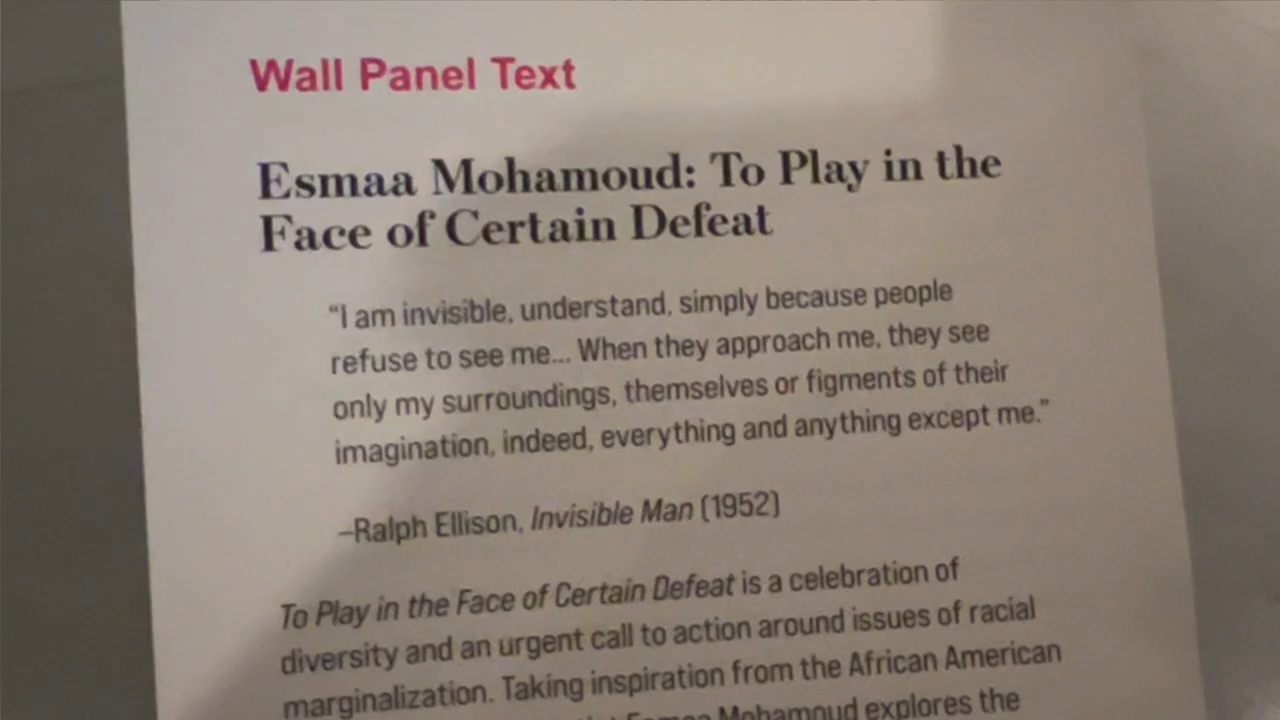 Wall Panel Text
Esmaa Mohamoud: To Play in the
Face of Certain Defeat
“I am invisible, understand, simply because people
refuse to see me... When they approach me, they see
only my surroundings, themselves or figments of their
imagination, indeed, everything and anything except me.”
–Ralph Ellison, Invisible Man (1952)
To Play in the Face of Certain Defeat is a celebration of
diversity and an urgent call to action around issues of racial
marginalization. Taking inspiration from the African American
Esmaa Mohamoud explores the